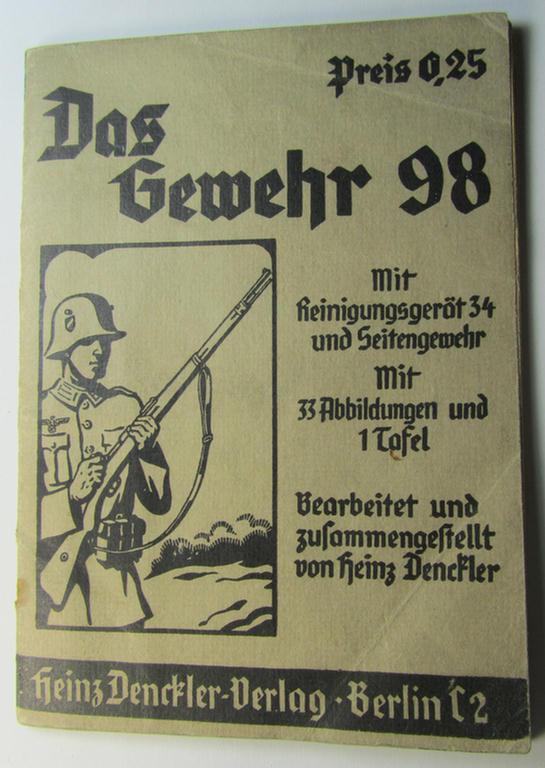 Preis 0,25
Das
Gewehr 98
Mit
Reinigungsgerät 34
und Seitengewehr
Mit
33 Abbildungen und
1 Tafel
Bearbeitet und
zusammengestellt
von Heinz Denckler
Heinz Denckler-Verlag · Berlin C 2